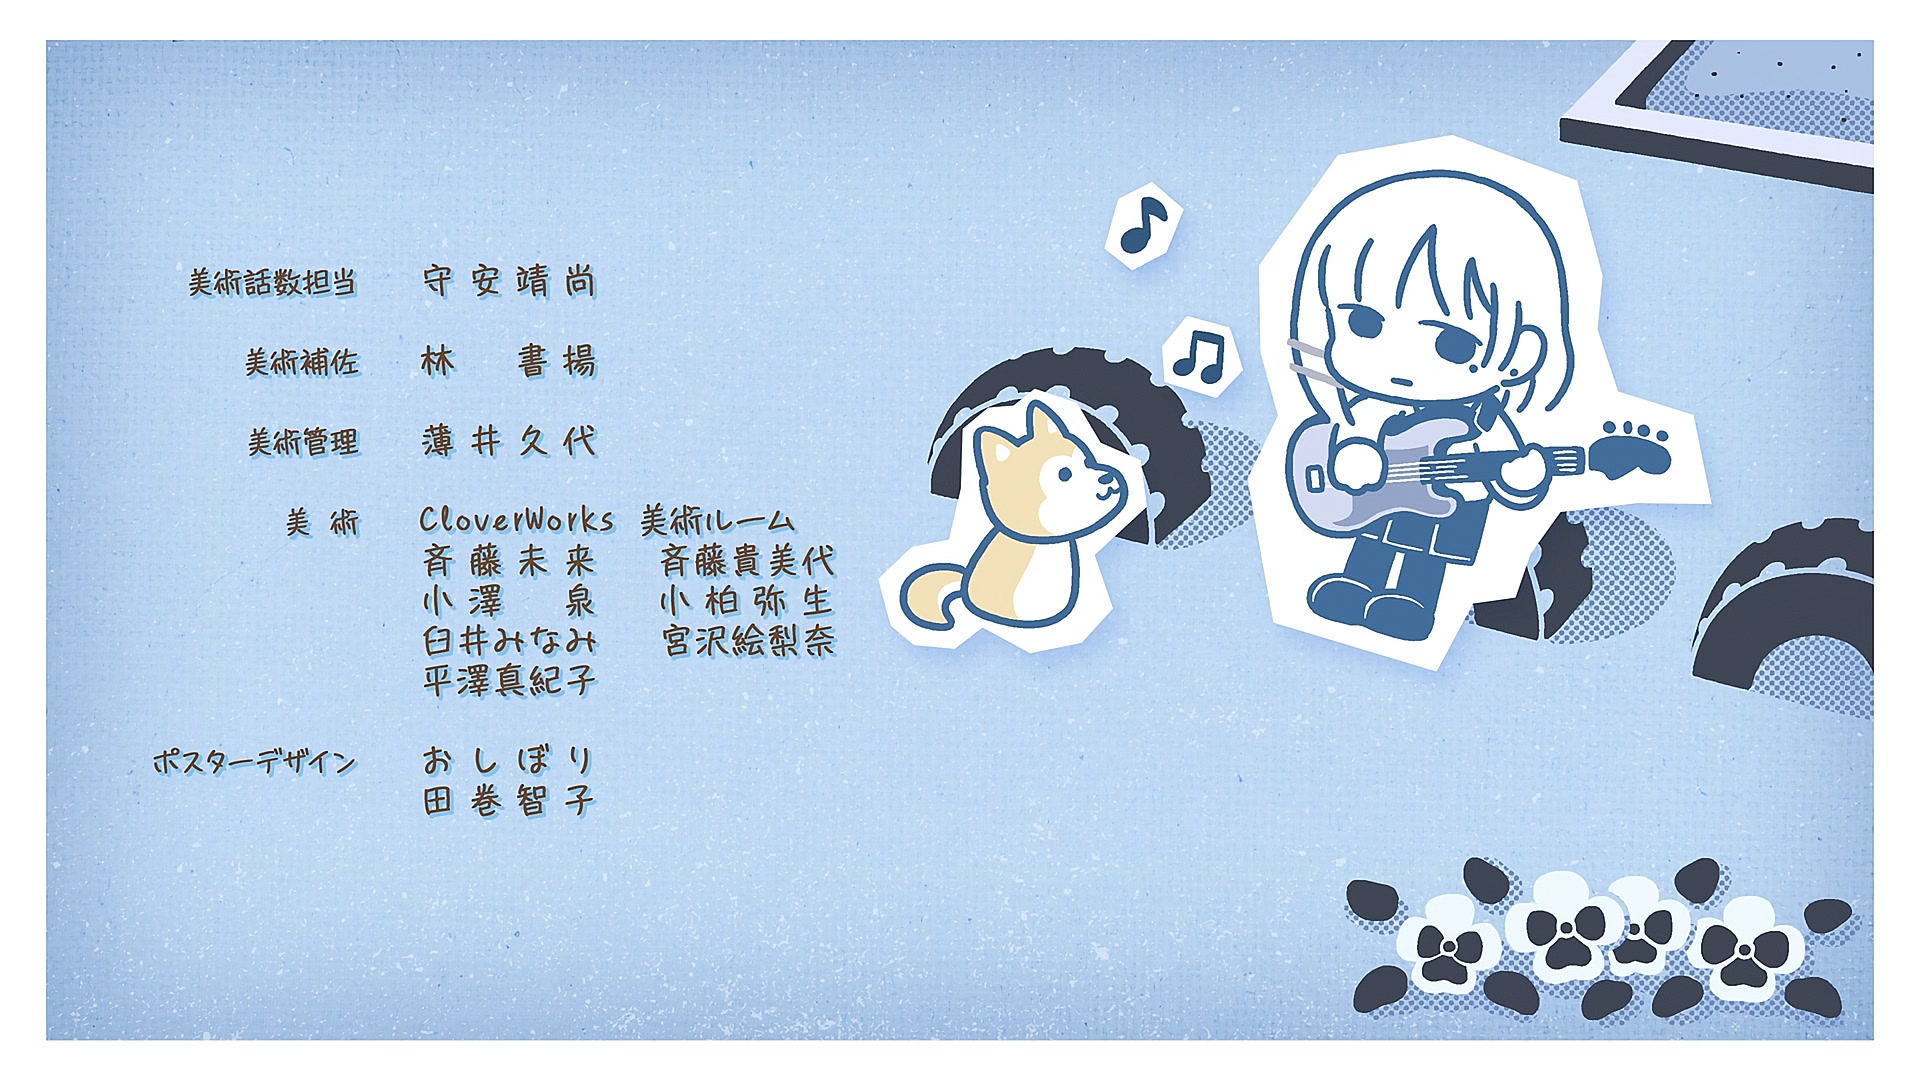 美術話数担当 守安靖尚
美術補佐 林 書揚
美術管理 薄井久代
美術 CloverWorks 美術ルーム
斉藤未来 斉藤貴美代
小澤 泉 小柏弥生
臼井みなみ 宮沢絵梨奈
平澤真紀子
ポスターデザイン おしぼり
田巻智子